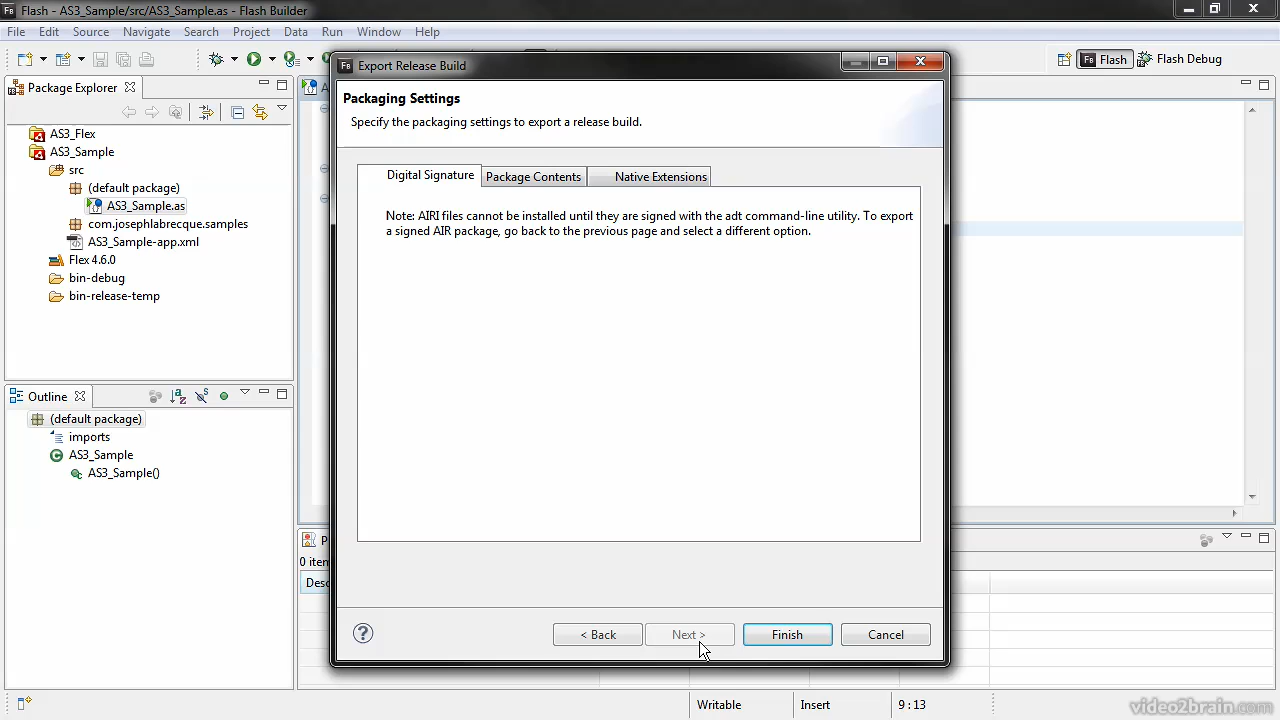 Flash - AS3_Sample/src/AS3_Sample.as - Flash Builder
File Edit Source Navigate Search Project Data Run Window Help
Flash
Flash Debug
Package Explorer
AS3_Flex
AS3_Sample
src
(default package)
AS3_Sample.as
com.josephlabrecque.samples
AS3_Sample-app.xml
Flex 4.6.0
bin-debug
bin-release-temp
Outline
(default package)
imports
AS3_Sample
AS3_Sample()
Export Release Build
Packaging Settings
Specify the packaging settings to export a release build.
Digital Signature
Package Contents
Native Extensions
Note: AIRI files cannot be installed until they are signed with the adt command-line utility. To export
a signed AIR package, go back to the previous page and select a different option.
< Back
Next >
Finish
Cancel
0 iten
Desc
Writable
Insert
9 : 13
video2brain.com